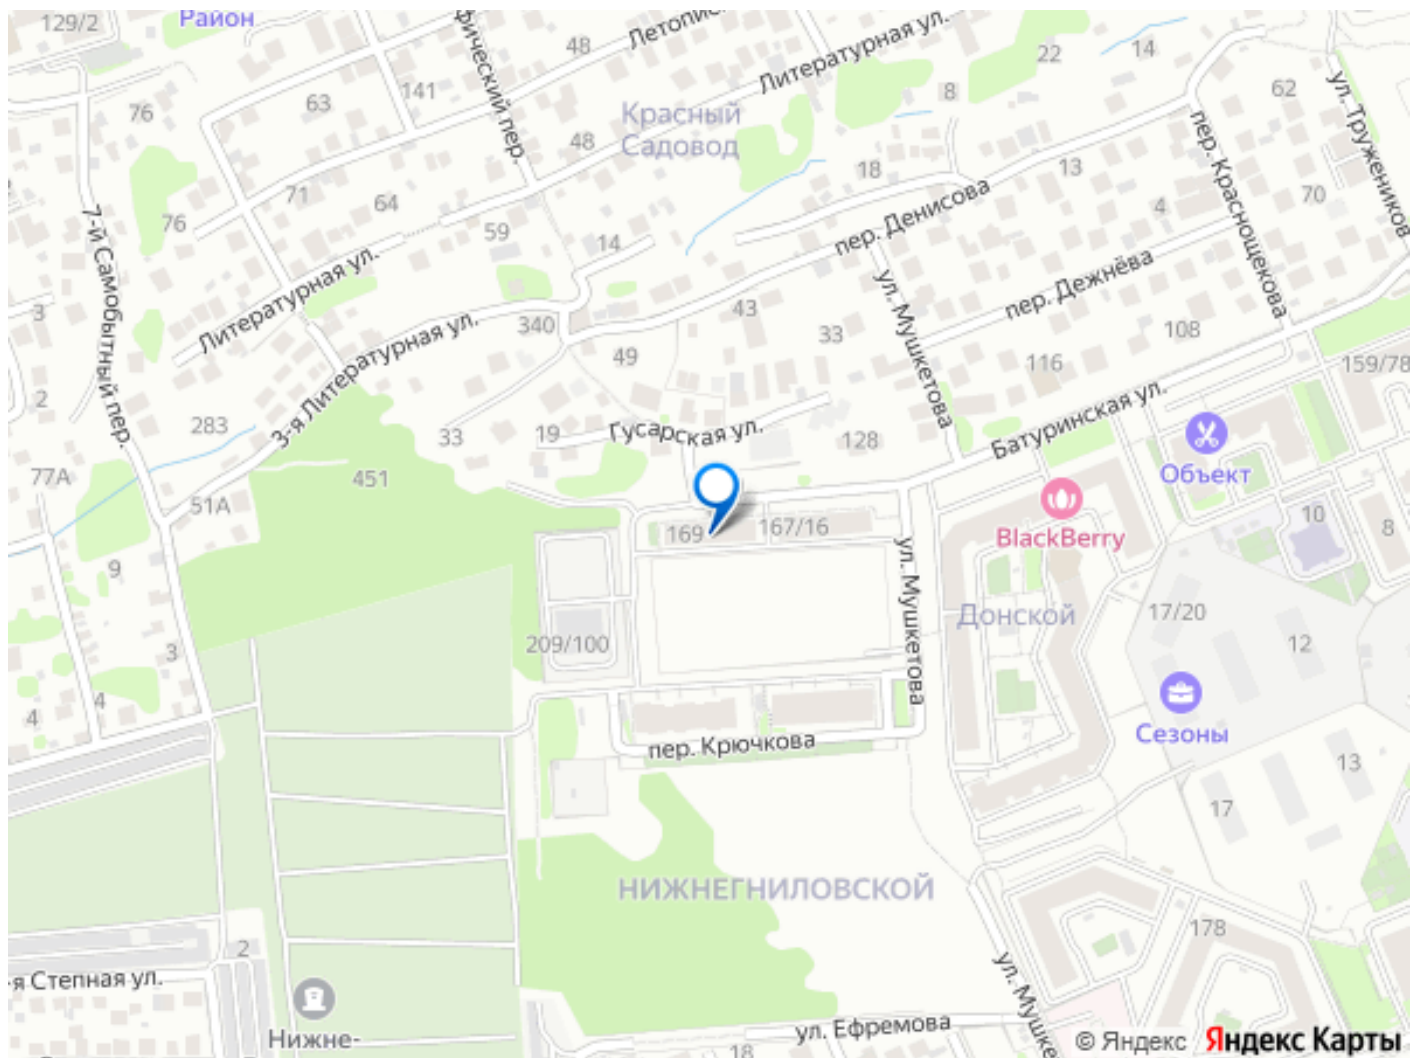 129/2
Район
фический пер.
48
Летопис
Литературная ул.
22
14
76
63
141
8
62
ул. Тружеников
Красный
Садовод
48
пер. Краснощекова
18
13
71
64
70
76
59
14
4
7-й Самобытный пер.
пер. Денисова
3
Литературная ул.
340
43
ул. Мушкетова
пер. Дежнёва
33
108
49
116
159/78
3-я Литературная ул.
2
283
33
19
Гусарская ул.
128
Батуринская ул.
77А
451
Объект
51А
169
167/16
BlackBerry
10
8
9
ул. Мушкетова
Донской
17/20
12
209/100
3
4
4
Сезоны
пер. Крючкова
13
17
НИЖНЕГНИЛОВСКОЙ
178
2
-я Степная ул.
ул. Мушке
Нижне-
ул. Ефремова
18
© Яндекс Яндекс Карты